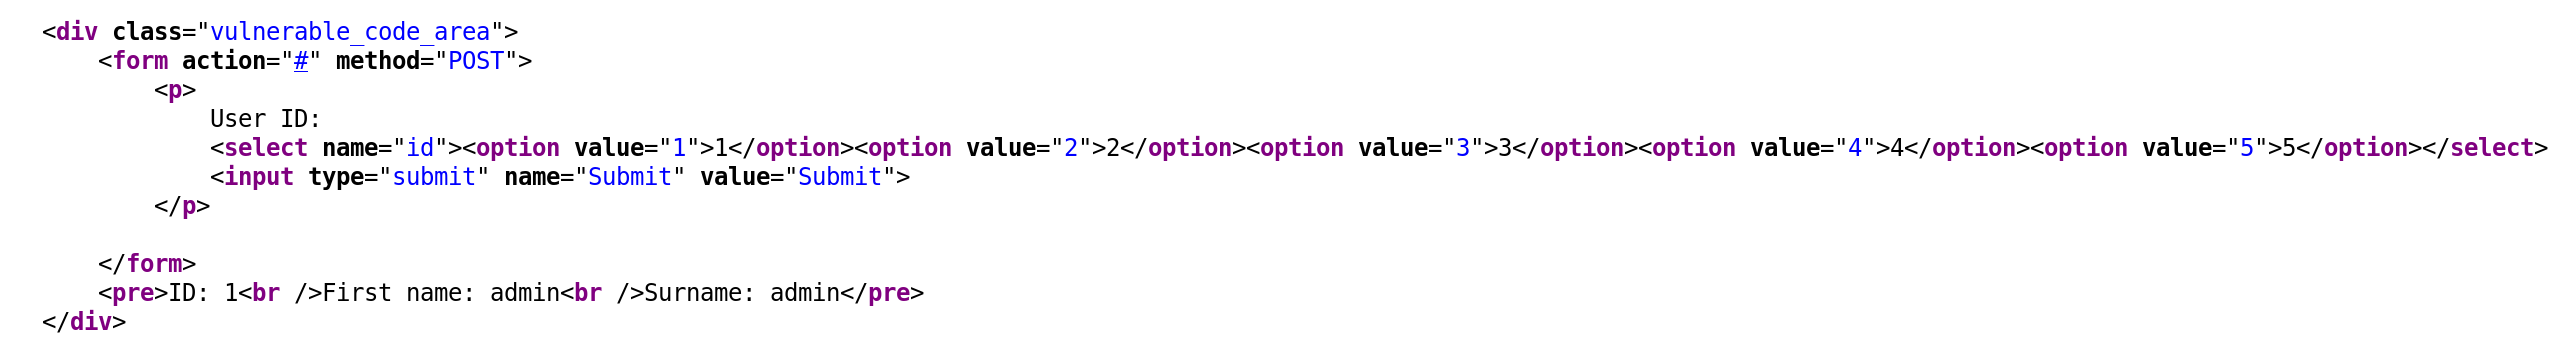 <div class="vulnerable_code_area">
<form action="#" method="POST">
<p>
User ID:
<select name="id"><option value="1">1</option><option value="2">2</option><option value="3">3</option><option value="4">4</option><option value="5">5</option></select>
<input type="submit" name="Submit" value="Submit">
</p>
</form>
<pre>ID: 1<br />First name: admin<br />Surname: admin</pre>
</div>